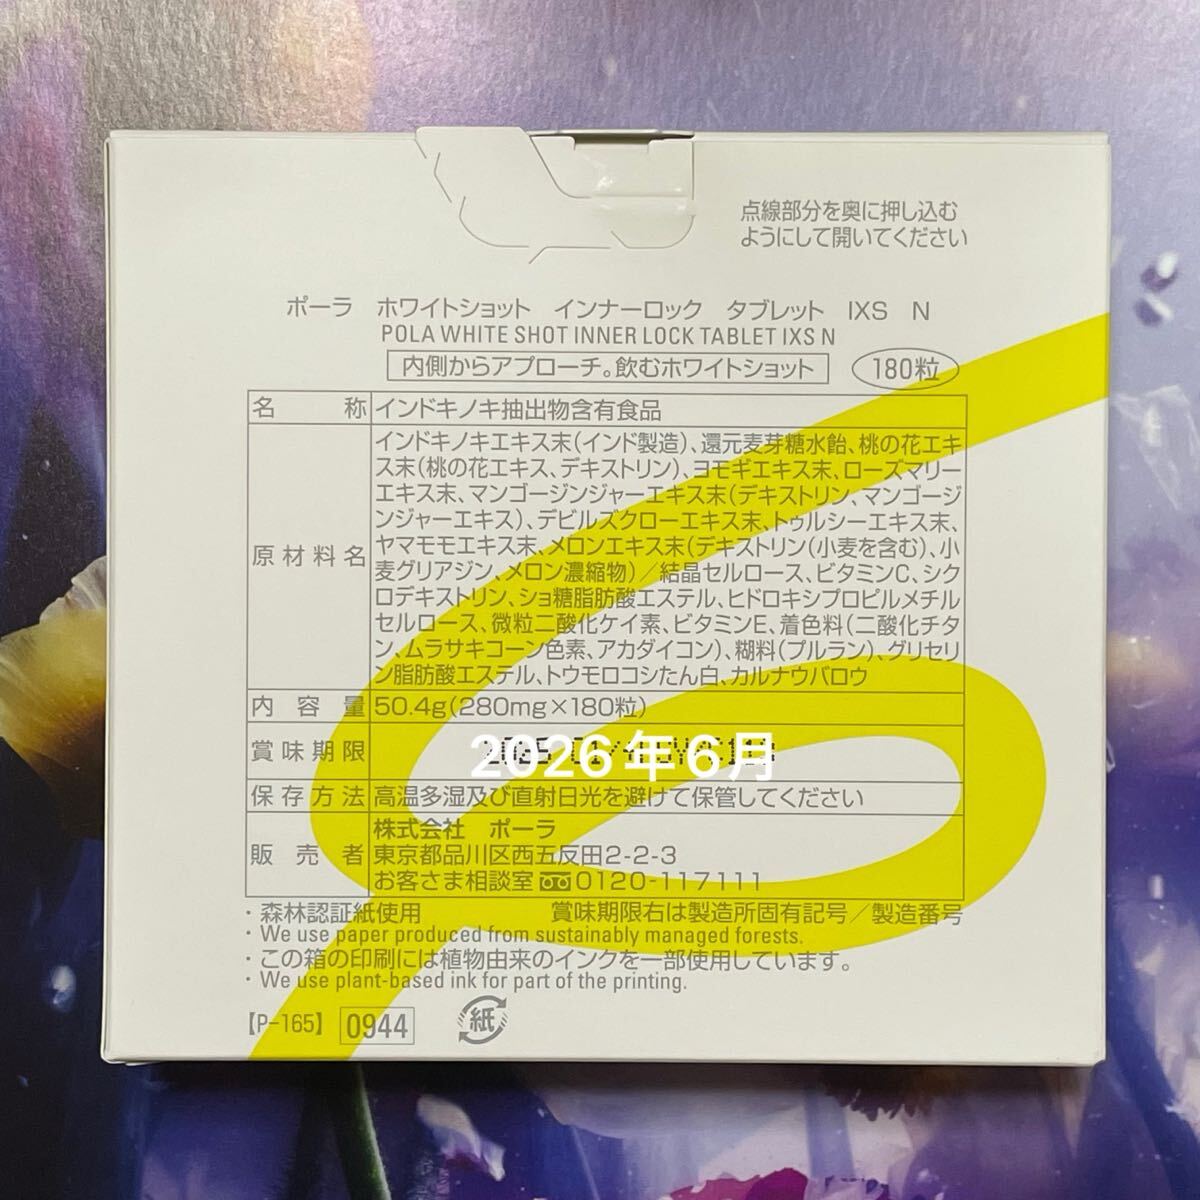 点線部分を奥に押し込む
ようにして開いてください
ポーラ ホワイトショット インナーロック タブレット IXS N
POLA WHITE SHOT INNER LOCK TABLET IXS N
内側からアプローチ。飲むホワイトショット 180粒
名称 インドキノキ抽出物含有食品
原材料名 インドキノキエキス末(インド製造)、還元麦芽糖水飴、桃の花エキ
ス末(桃の花エキス、デキストリン)、ヨモギエキス末、ローズマリー
エキス末、マンゴージンジャーエキス末(デキストリン、マンゴージ
ンジャーエキス)、デビルズクローエキス末、トゥルシーエキス末、
ヤマモモエキス末、メロンエキス末(デキストリン(小麦を含む)、小
麦グリアジン、メロン濃縮物)/結晶セルロース、ビタミンC、シク
ロデキストリン、ショ糖脂肪酸エステル、ヒドロキシプロピルメチル
セルロース、微粒二酸化ケイ素、ビタミンE、着色料(二酸化チタ
ン、ムラサキコーン色素、アカダイコン)、糊料(プルラン)、グリセリ
ン脂肪酸エステル、トウモロコシたん白、カルナウバロウ
内容量 50.4g(280mg×180粒)
賞味期限 2026年6月
保存方法 高温多湿及び直射日光を避けて保管してください
販売者 株式会社 ポーラ
東京都品川区西五反田2-2-3
お客さま相談室 0120-117111
・森林認証紙使用 賞味期限右は製造所固有記号/製造番号
・We use paper produced from sustainably managed forests.
・この箱の印刷には植物由来のインクを一部使用しています。
・We use plant-based ink for part of the printing.
【P-165】 0944 紙